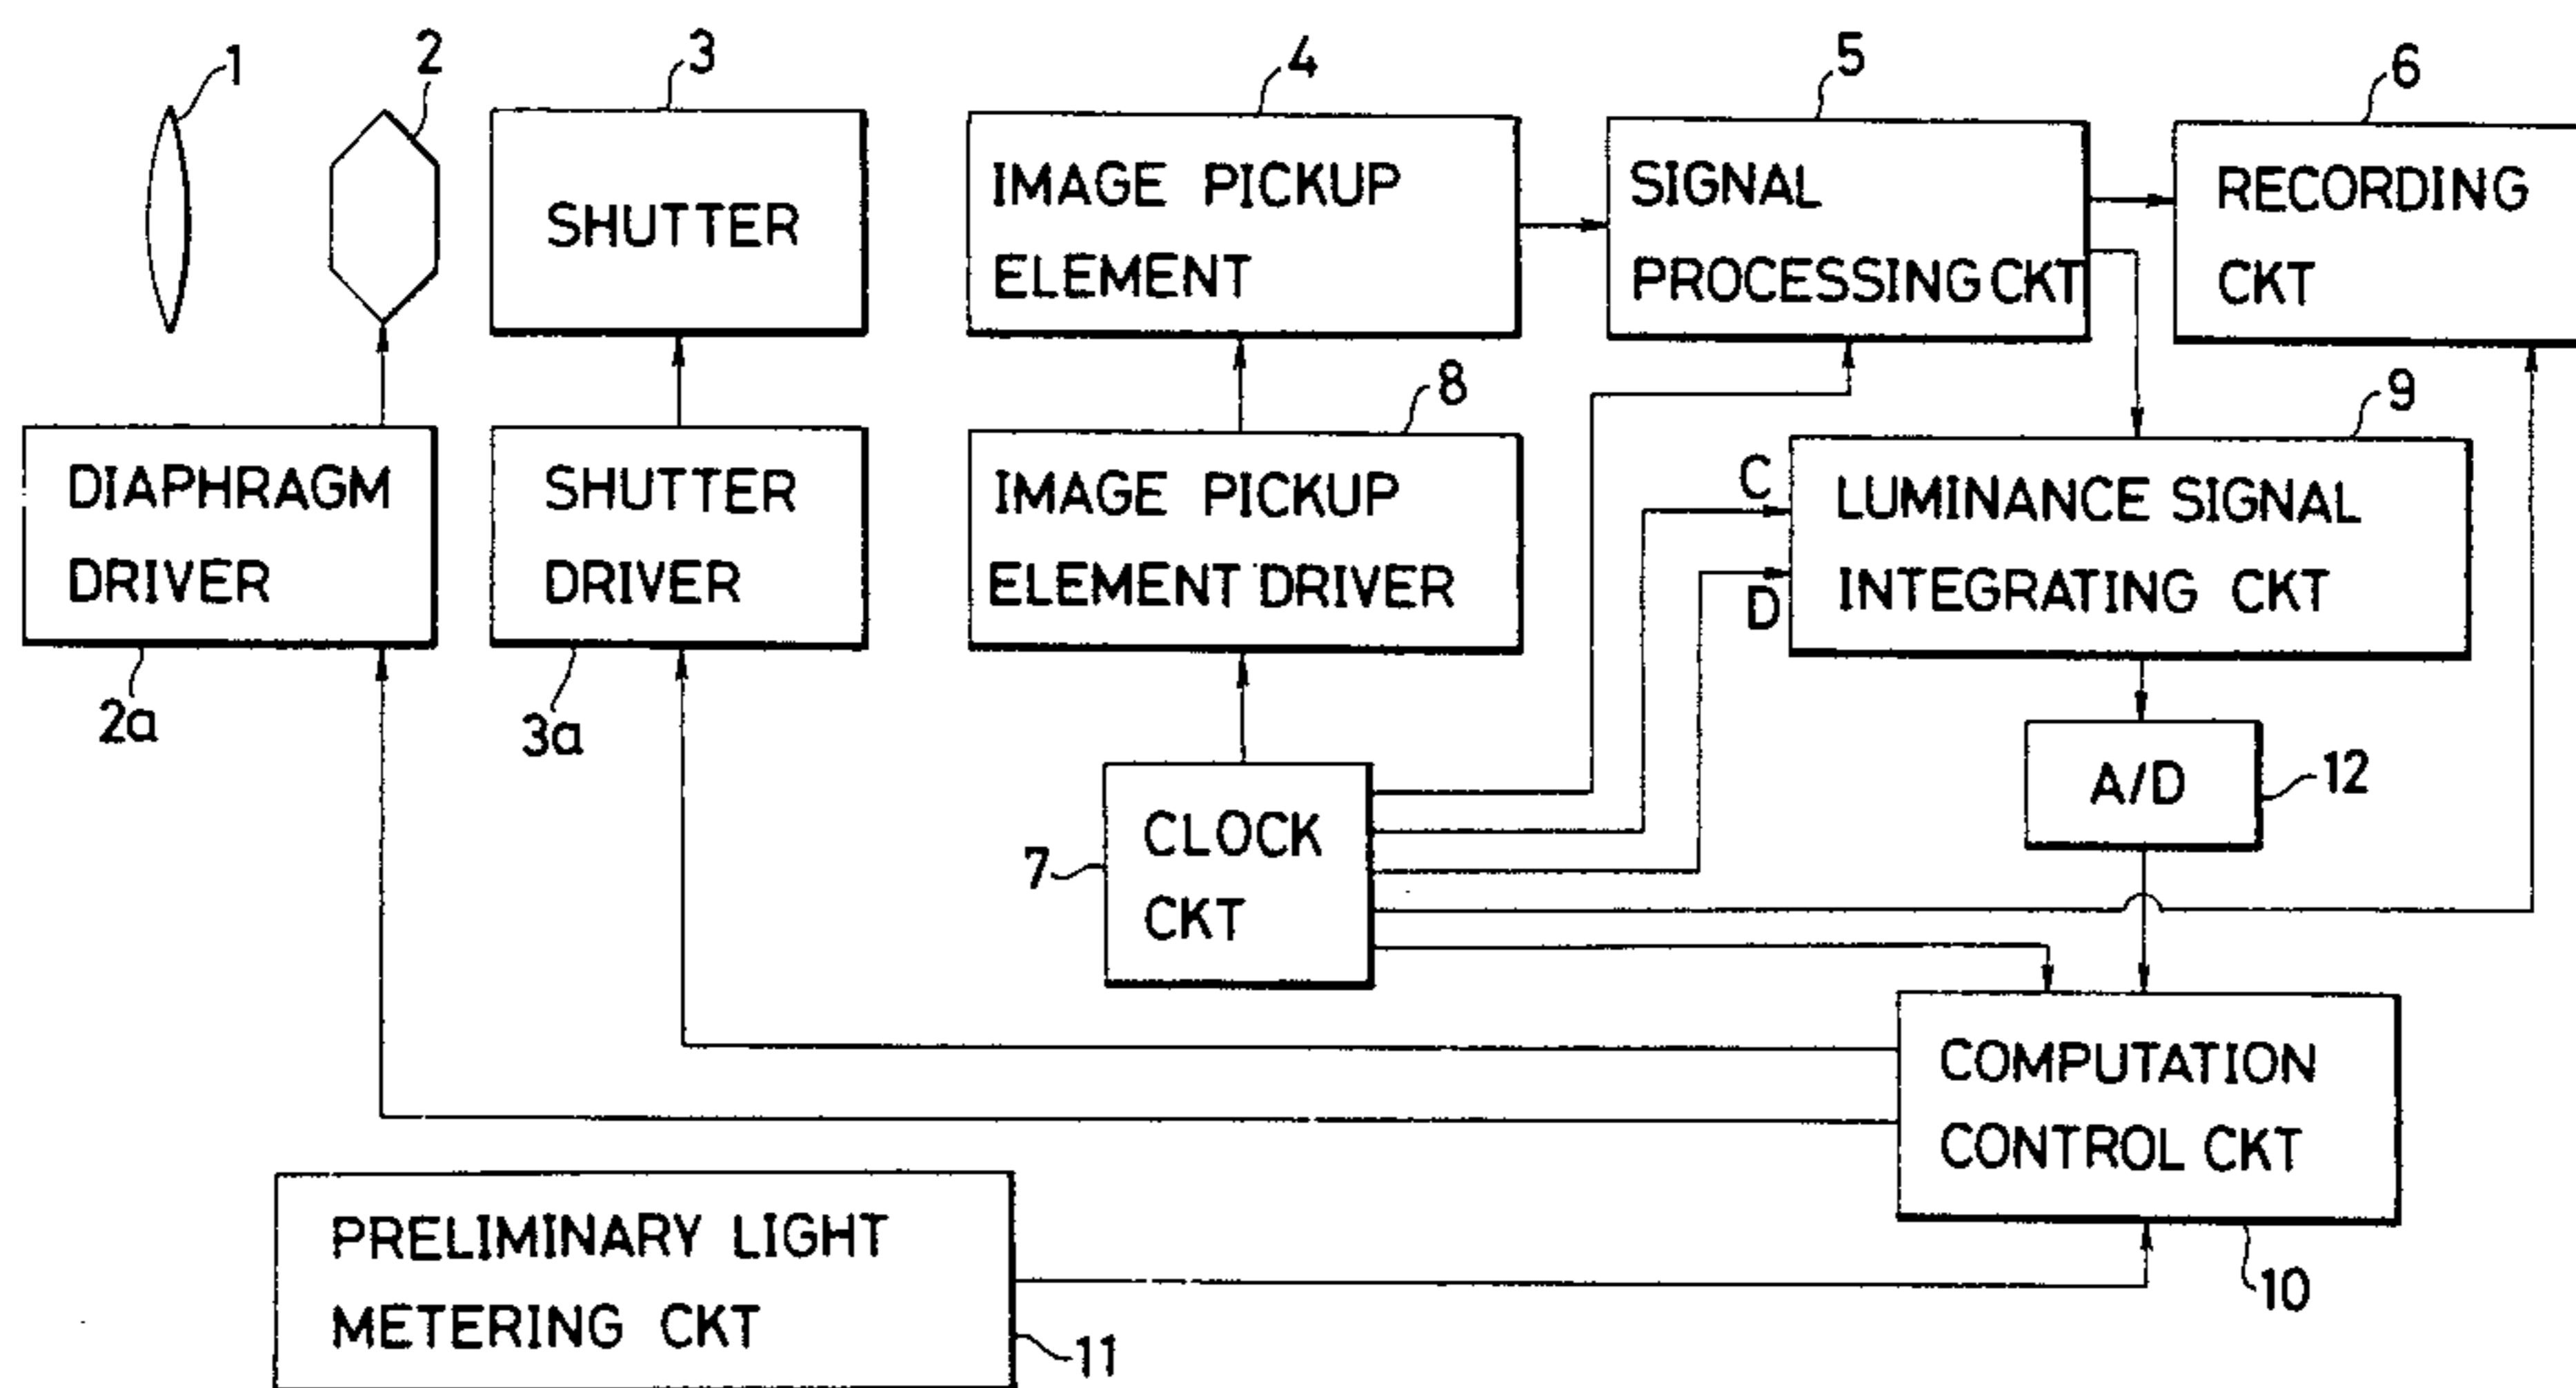 1
2
3
4
5
6
SHUTTER
IMAGE PICKUP
ELEMENT
SIGNAL
PROCESSING CKT
RECORDING
CKT
8
9
DIAPHRAGM
DRIVER
2a
SHUTTER
DRIVER
3a
IMAGE PICKUP
ELEMENT DRIVER
C
D
LUMINANCE SIGNAL
INTEGRATING CKT
A/D
12
7
CLOCK
CKT
COMPUTATION
CONTROL CKT
10
PRELIMINARY LIGHT
METERING CKT
11